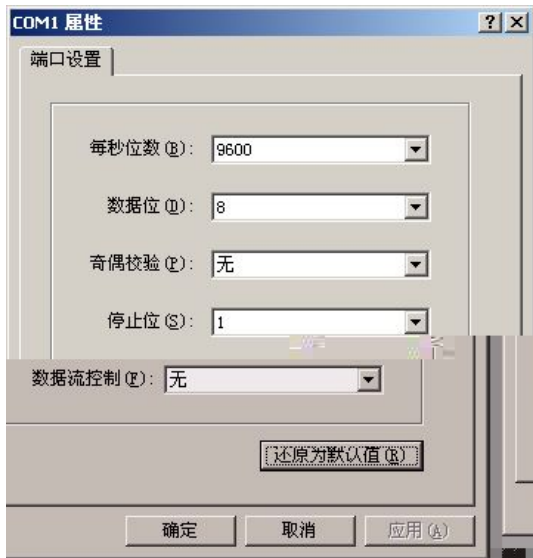 COM1 属性
端口设置
每秒位数(B): 9600
数据位(D): 8
奇偶校验(P): 无
停止位(S): 1
数据流控制(F): 无
还原为默认值(R)
确定 取消 应用(A)